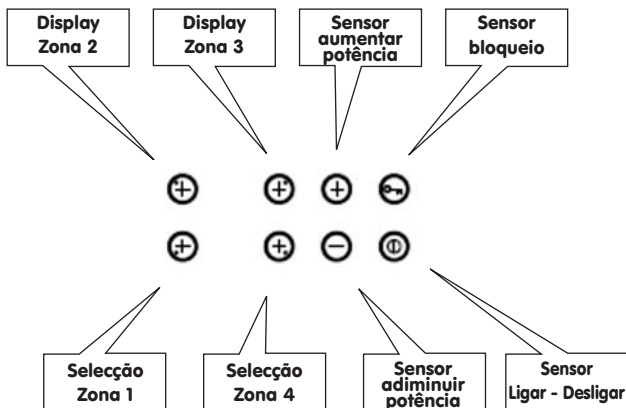 Display
Zona 2
Display
Zona 3
Sensor
aumentar
potência
Sensor
bloqueio
Selecção
Zona 1
Selecção
Zona 4
Sensor
adiminuir
potência
Sensor
Ligar - Desligar